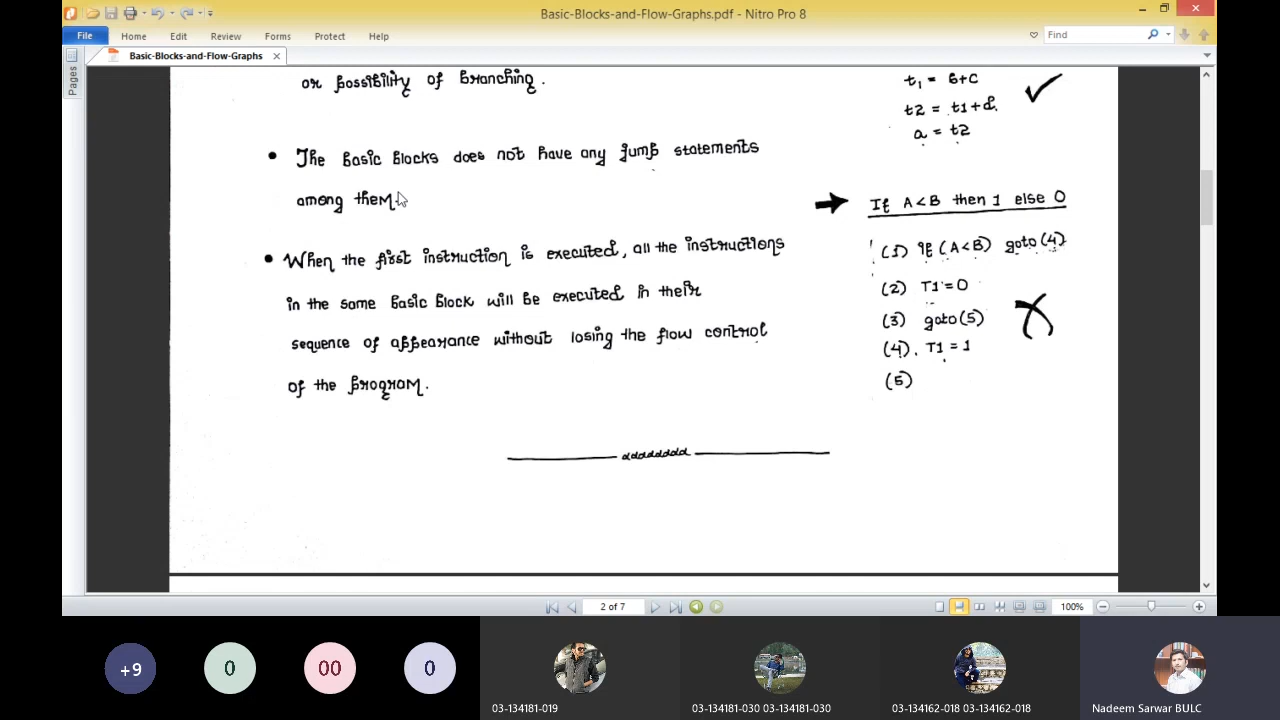 Basic-Blocks-and-Flow-Graphs.pdf - Nitro Pro 8
File Home Edit Review Forms Protect Help
Find
Basic-Blocks-and-Flow-Graphs
Pages
or possibility of branching.
• The basic blocks does not have any jump statements
among them.
• When the first instruction is executed, all the instructions
in the same basic block will be executed in their
sequence of appearance without losing the flow control
of the program.
t1 = b+c
t2 = t1+d.
a = t2
If A<B then 1 else 0
(1) if (A<B) goto(4)
(2) T1=0
(3) goto(5)
(4). T1 = 1
(5)
2 of 7
100%
+9
0
00
0
03-134181-019
03-134181-030 03-134181-030
03-134162-018 03-134162-018
Nadeem Sarwar BULC